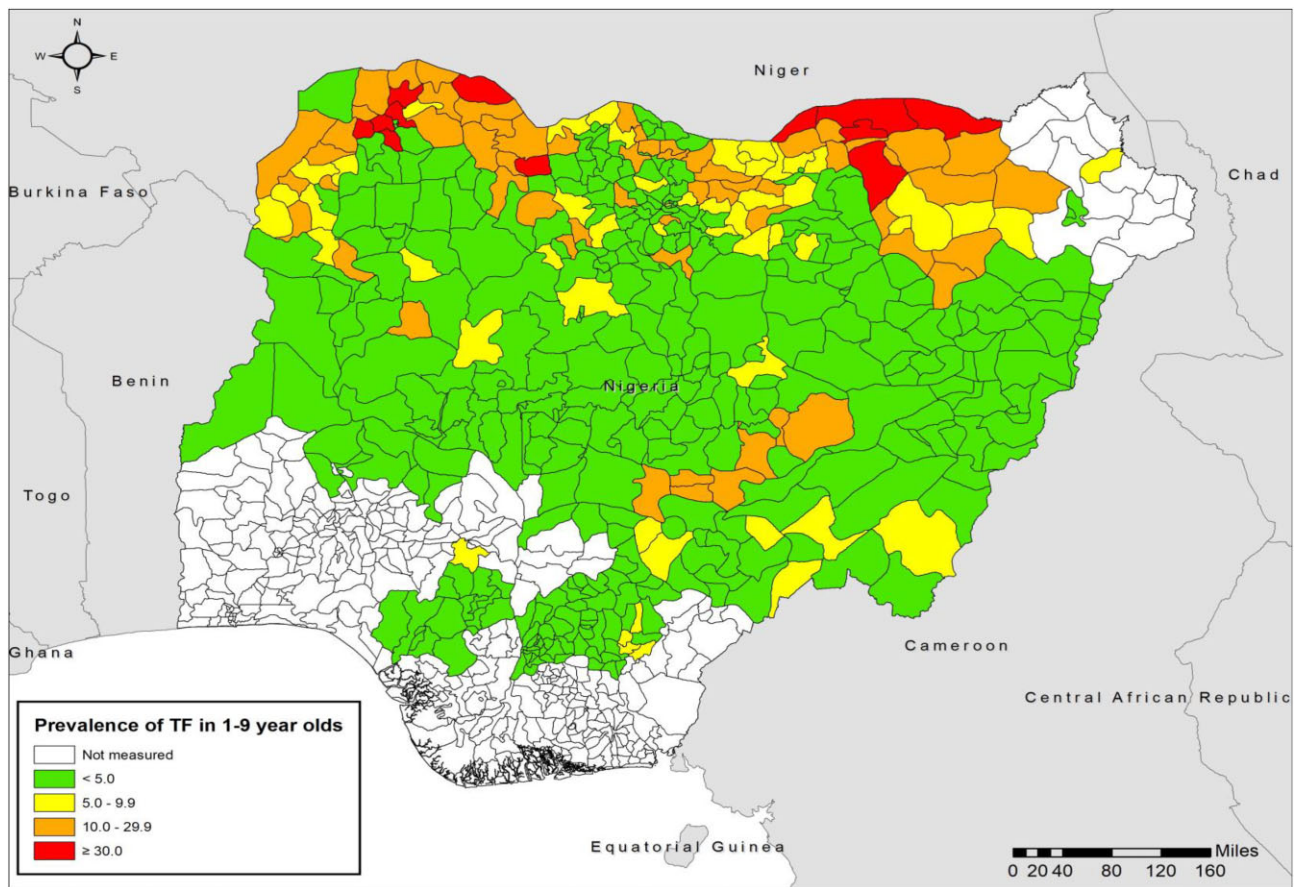 N
W E
S
Niger
Chad
Burkina Faso
Benin
Nigeria
Togo
Ghana
Cameroon
Central African Republic
Equatorial Guinea
Prevalence of TF in 1-9 year olds
Not measured
< 5.0
5.0 - 9.9
10.0 - 29.9
≥ 30.0
Miles
0 20 40 80 120 160